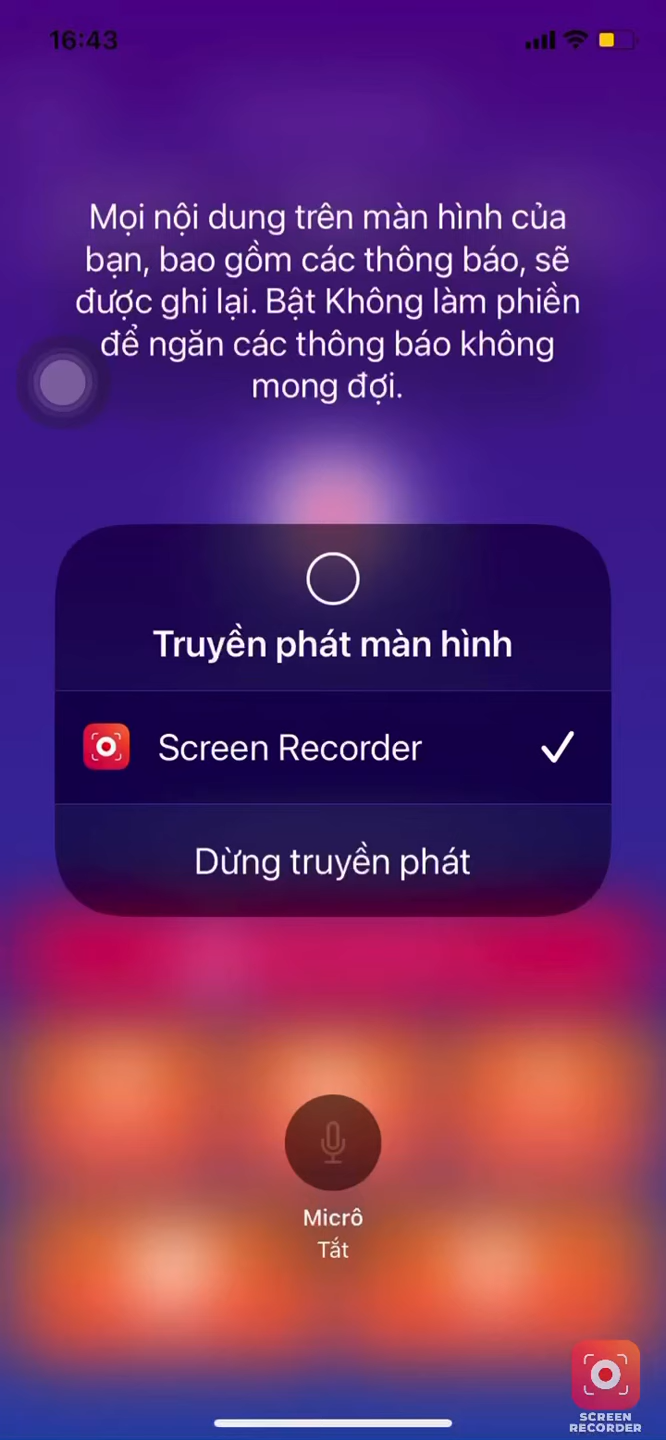 16:43
Mọi nội dung trên màn hình của
bạn, bao gồm các thông báo, sẽ
được ghi lại. Bật Không làm phiền
để ngăn các thông báo không
mong đợi.
Truyền phát màn hình
Screen Recorder
Dừng truyền phát
Micrô
Tắt
SCREEN
RECORDER